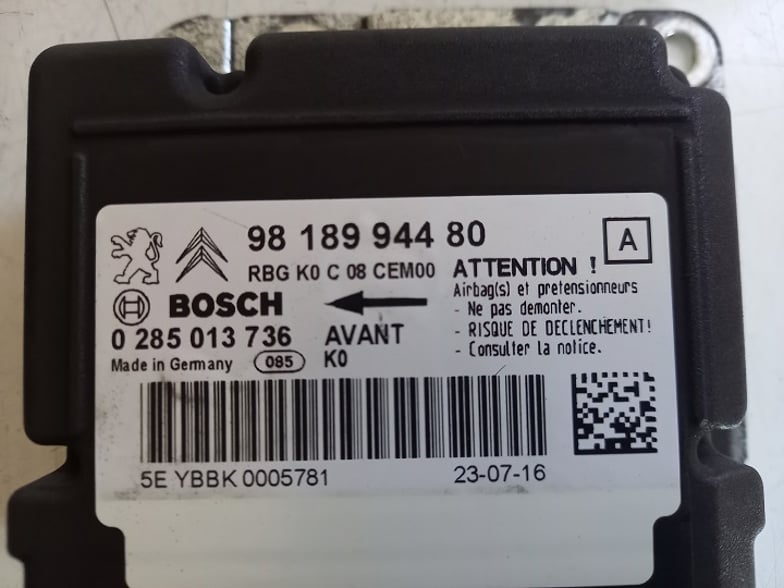 98 189 944 80
A
RBG K0 C 08 CEM00
ATTENTION !
Airbag(s) et pretensionneurs
- Ne pas demonter.
- RISQUE DE DECLENCHEMENT!
- Consulter la notice.
BOSCH
0 285 013 736
AVANT
Made in Germany
085
K0
5E YBBK 0005781
23-07-16